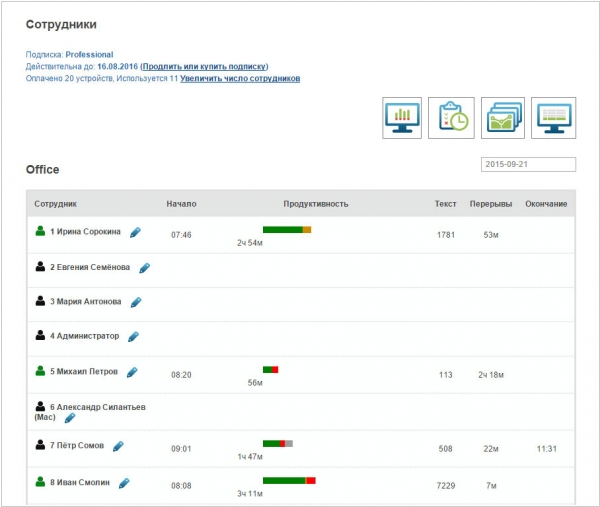 Сотрудники
Подписка: Professional
Действительна до: 16.08.2016 (Продлить или купить подписку)
Оплачено 20 устройств, Используется 11 Увеличить число сотрудников
2015-09-21
Office
Сотрудник Начало Продуктивность Текст Перерывы Окончание
1 Ирина Сорокина 07:46 2ч 54м 1781 53м
2 Евгения Семёнова
3 Мария Антонова
4 Администратор
5 Михаил Петров 08:20 56м 113 2ч 18м
6 Александр Силантьев
(Mac)
7 Пётр Сомов 09:01 1ч 47м 508 22м 11:31
8 Иван Смолин 08:08 3ч 11м 7229 7м